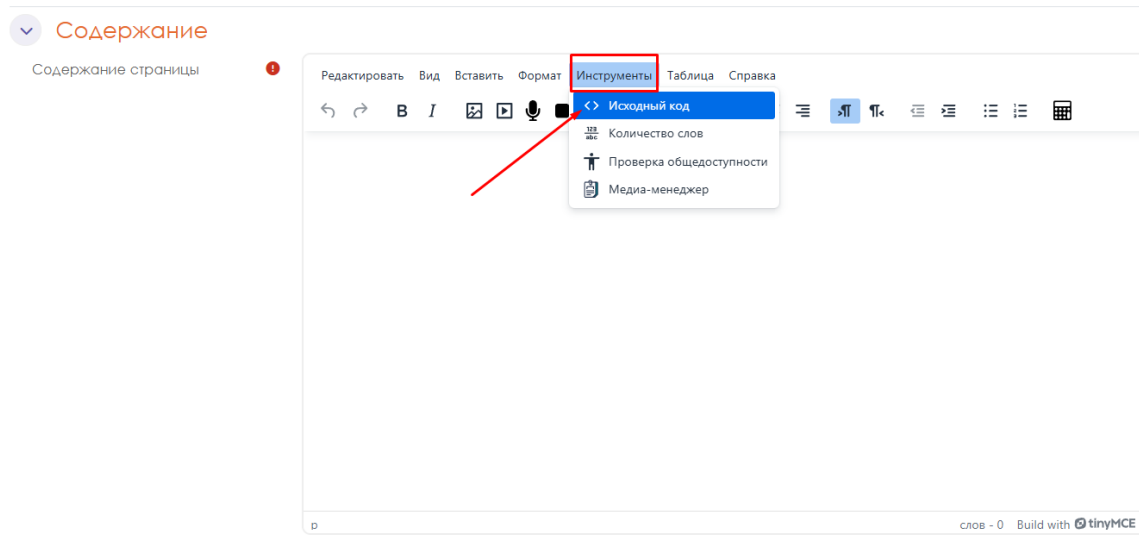 Содержание
Содержание страницы
Редактировать Вид Вставить Формат Инструменты Таблица Справка
Исходный код
Количество слов
Проверка общедоступности
Медиа-менеджер
p
слов - 0 Build with tinyMCE